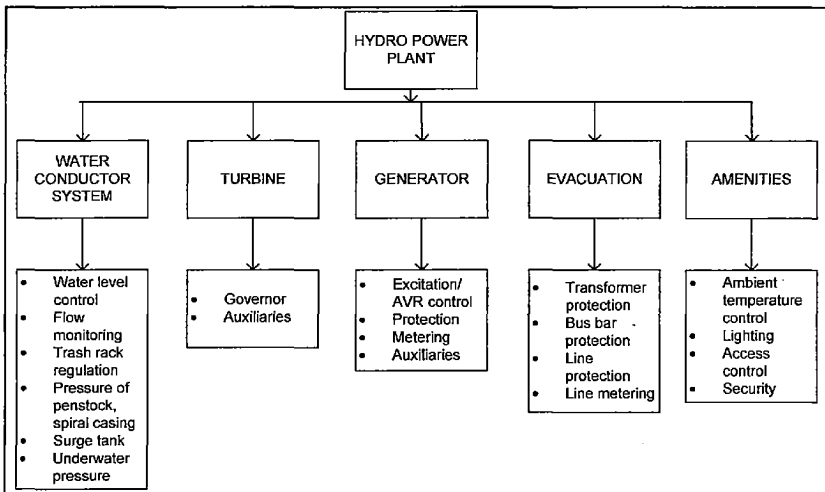 HYDRO POWER
PLANT
WATER
CONDUCTOR
SYSTEM
TURBINE
GENERATOR
EVACUATION
AMENITIES
• Water level
control
• Flow
monitoring
• Trash rack
regulation
• Pressure of
penstock,
spiral casing
• Surge tank
• Underwater
pressure
• Governor
• Auxiliaries
• Excitation/
AVR control
• Protection
• Metering
• Auxiliaries
• Transformer
protection
• Bus bar
protection
• Line
protection
• Line metering
• Ambient
temperature
control
• Lighting
• Access
control
• Security